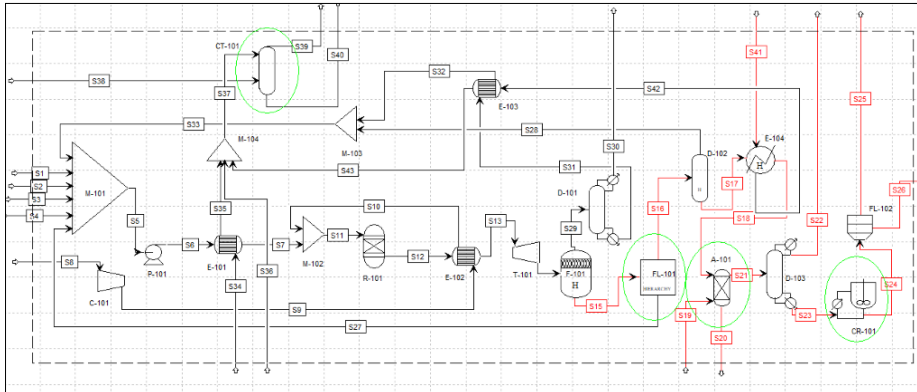 S39
S40
CT-101
S38
S37
S32
S42
E-103
S41
S25
S33
M-104
M-103
S28
S30
D-102
E-104
S26
S1
S2
S3
S4
M-101
S43
S31
D-101
S17
S16
S18
S22
FL-102
S5
S35
S10
S13
S29
S6
S7
S11
M-102
S12
P-101
E-101
R-101
E-102
T-101
F-101
H
S15
FL-101
HIERARCHY
A-101
S21
D-103
S24
S8
C-101
S34
S36
S9
S27
S19
S20
S23
CR-101